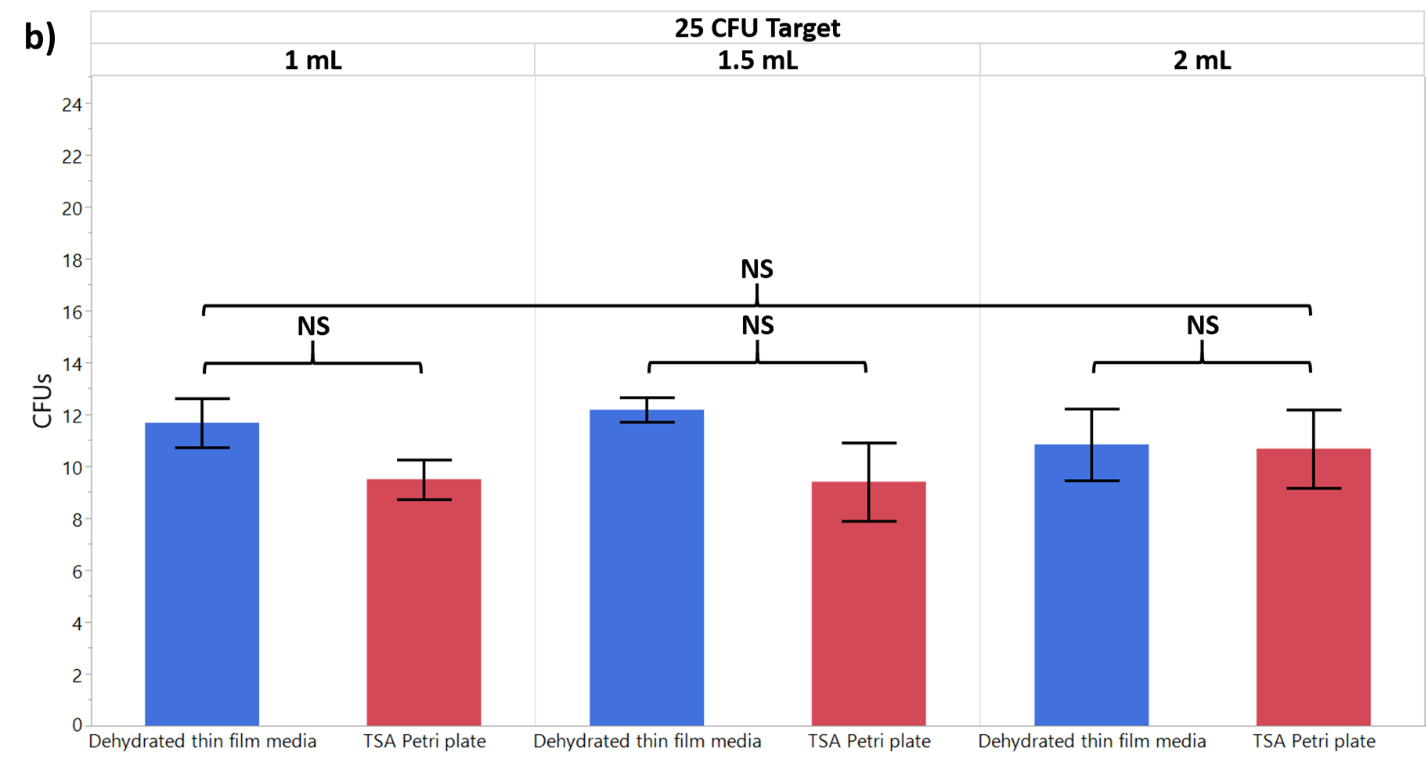 b)
25 CFU Target
1 mL 1.5 mL 2 mL
24
22
20
18
NS
16
NS NS NS
14
12
10
8
6
4
2
0
CFUs
Dehydrated thin film media TSA Petri plate Dehydrated thin film media TSA Petri plate Dehydrated thin film media TSA Petri plate